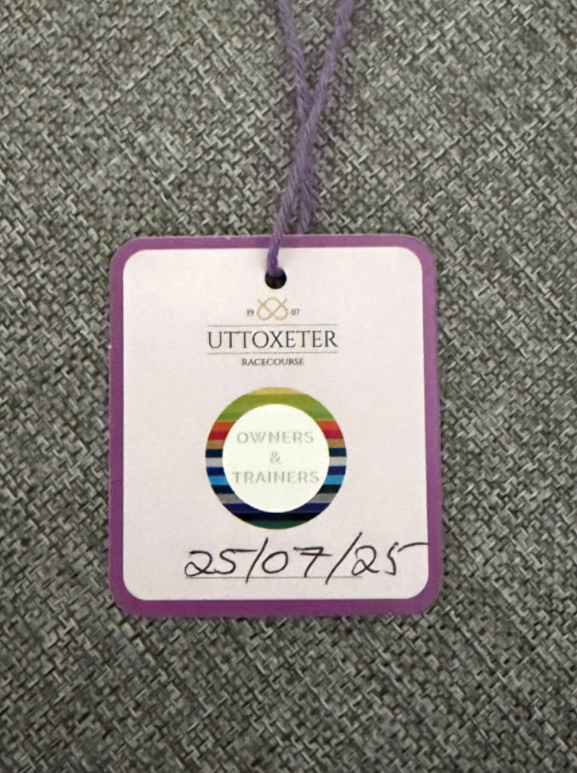 19 07
UTTOXETER
RACECOURSE
OWNERS
&
TRAINERS
25/07/25